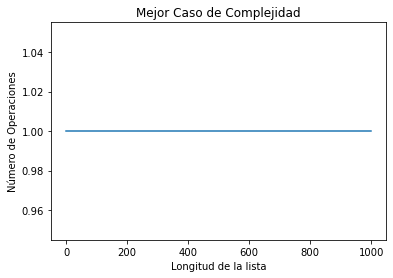 Mejor Caso de Complejidad
Número de Operaciones
1.04
1.02
1.00
0.98
0.96
0 200 400 600 800 1000
Longitud de la lista